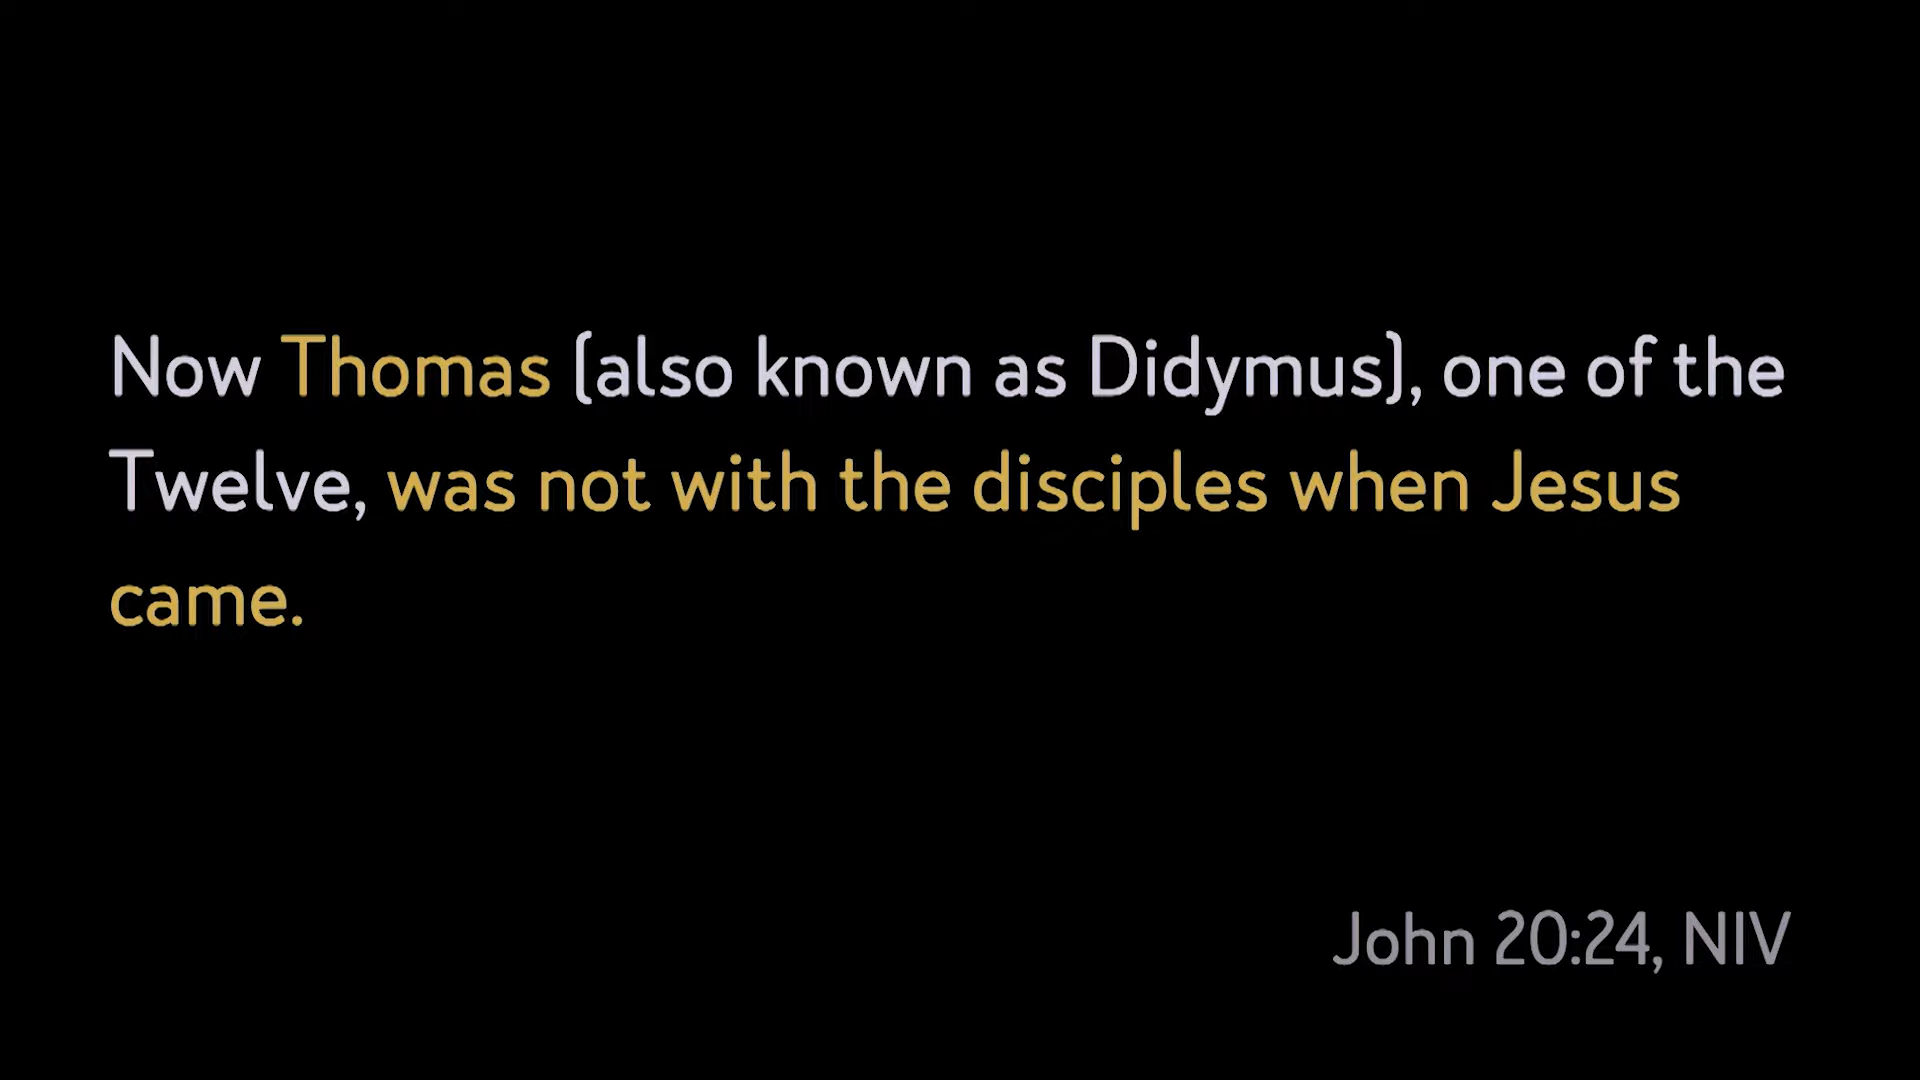 Now Thomas (also known as Didymus), one of the
Twelve, was not with the disciples when Jesus
came.
John 20:24, NIV